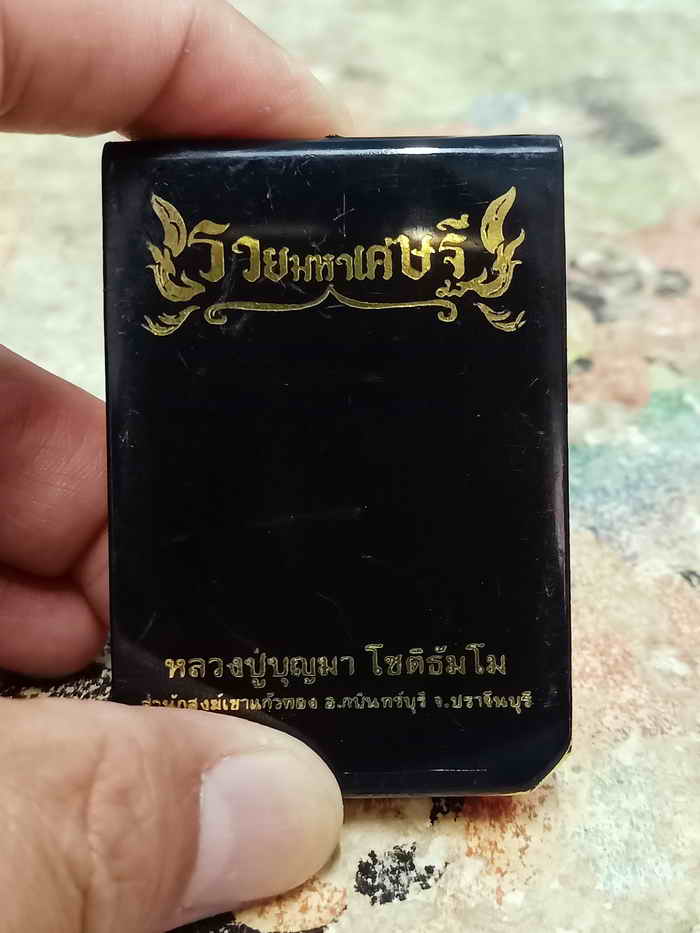 รวยมหาเศรษฐี
หลวงปู่บุญมา โชติธัมโม
สำนักสงฆ์เขาแก้วทอง อ.กบินทร์บุรี จ.ปราจีนบุรี